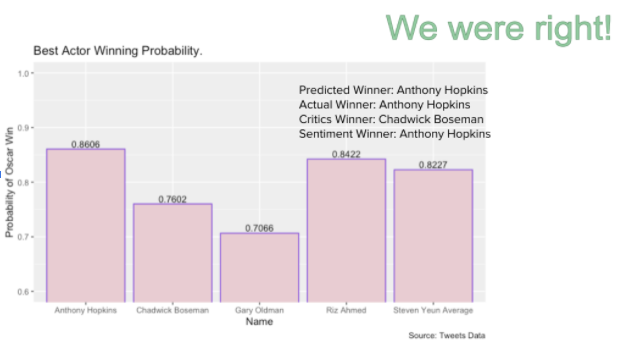 We were right!
Best Actor Winning Probability.
Predicted Winner: Anthony Hopkins
Actual Winner: Anthony Hopkins
Critics Winner: Chadwick Boseman
Sentiment Winner: Anthony Hopkins
Probability of Oscar Win
1.0
0.9
0.8
0.7
0.6
0.8606
0.7602
0.7066
0.8422
0.8227
Anthony Hopkins
Chadwick Boseman
Gary Oldman
Riz Ahmed
Steven Yeun Average
Name
Source: Tweets Data